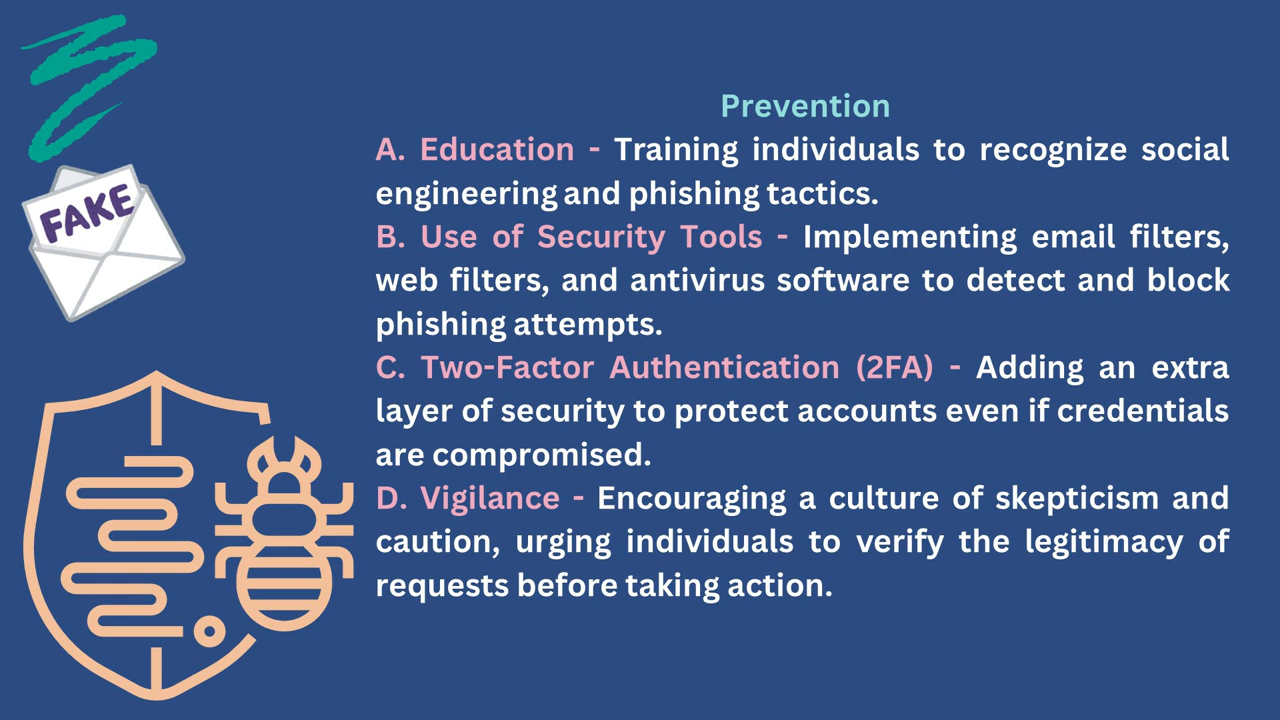 FAKE
Prevention
A. Education - Training individuals to recognize social
engineering and phishing tactics.
B. Use of Security Tools - Implementing email filters,
web filters, and antivirus software to detect and block
phishing attempts.
C. Two-Factor Authentication (2FA) - Adding an extra
layer of security to protect accounts even if credentials
are compromised.
D. Vigilance - Encouraging a culture of skepticism and
caution, urging individuals to verify the legitimacy of
requests before taking action.